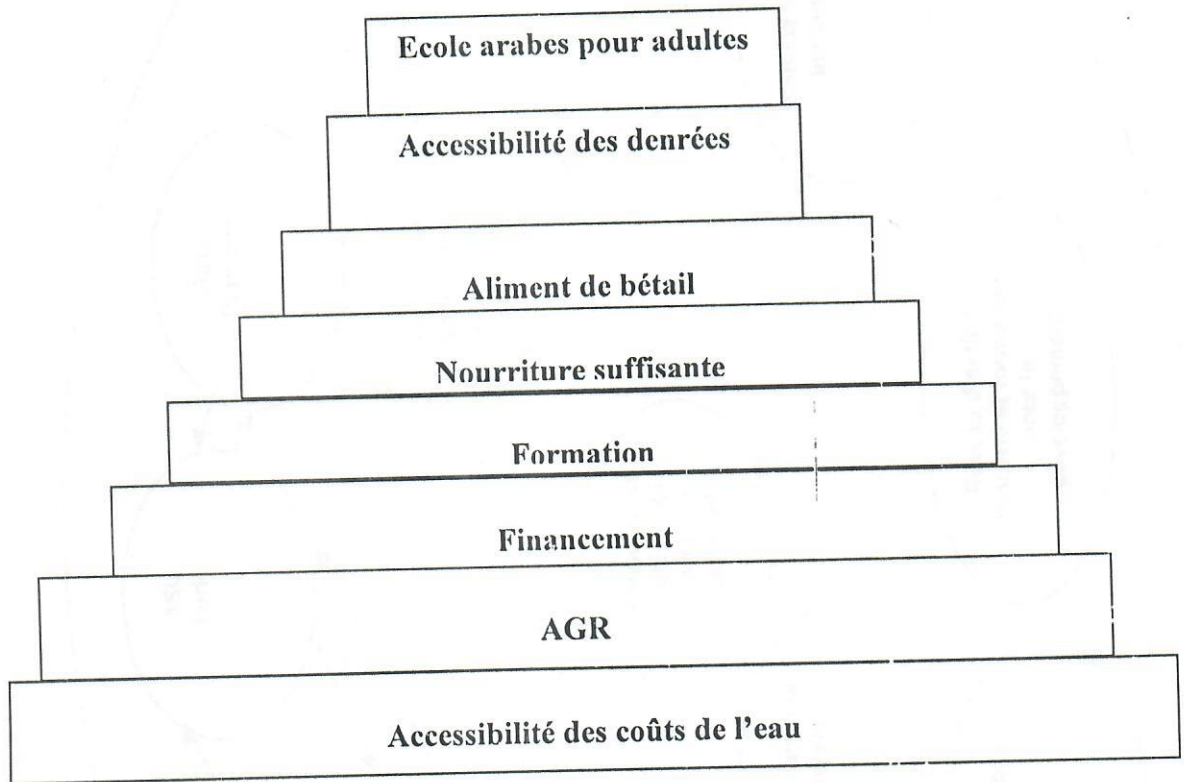 Ecole arabes pour adultes
Accessibilité des denrées
Aliment de bétail
Nourriture suffisante
Formation
Financement
AGR
Accessibilité des coûts de l'eau